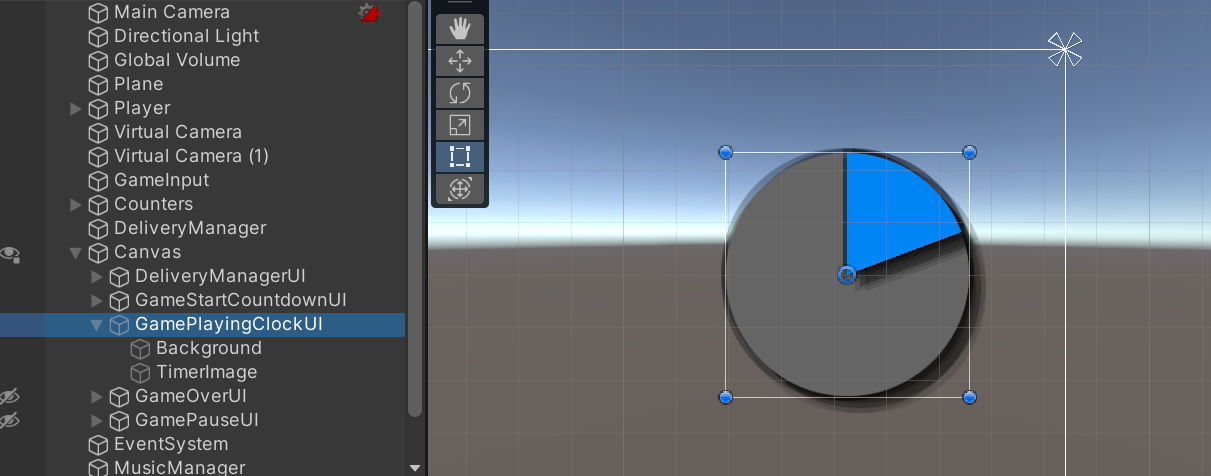 Main Camera
Directional Light
Global Volume
Plane
Player
Virtual Camera
Virtual Camera (1)
GameInput
Counters
DeliveryManager
Canvas
DeliveryManagerUI
GameStartCountdownUI
GamePlayingClockUI
Background
TimerImage
GameOverUI
GamePauseUI
EventSystem
MusicManager